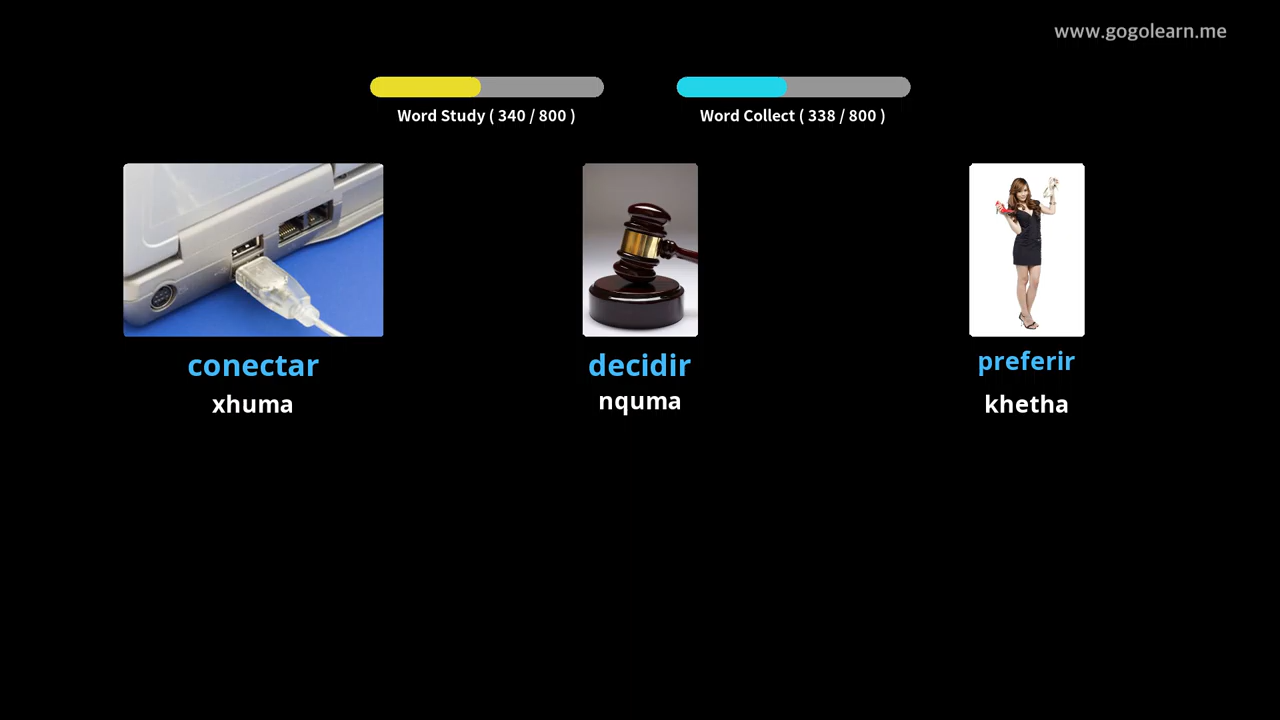 www.gogolearn.me
Word Study ( 340 / 800 )
Word Collect ( 338 / 800 )
conectar
xhuma
decidir
nquma
preferir
khetha